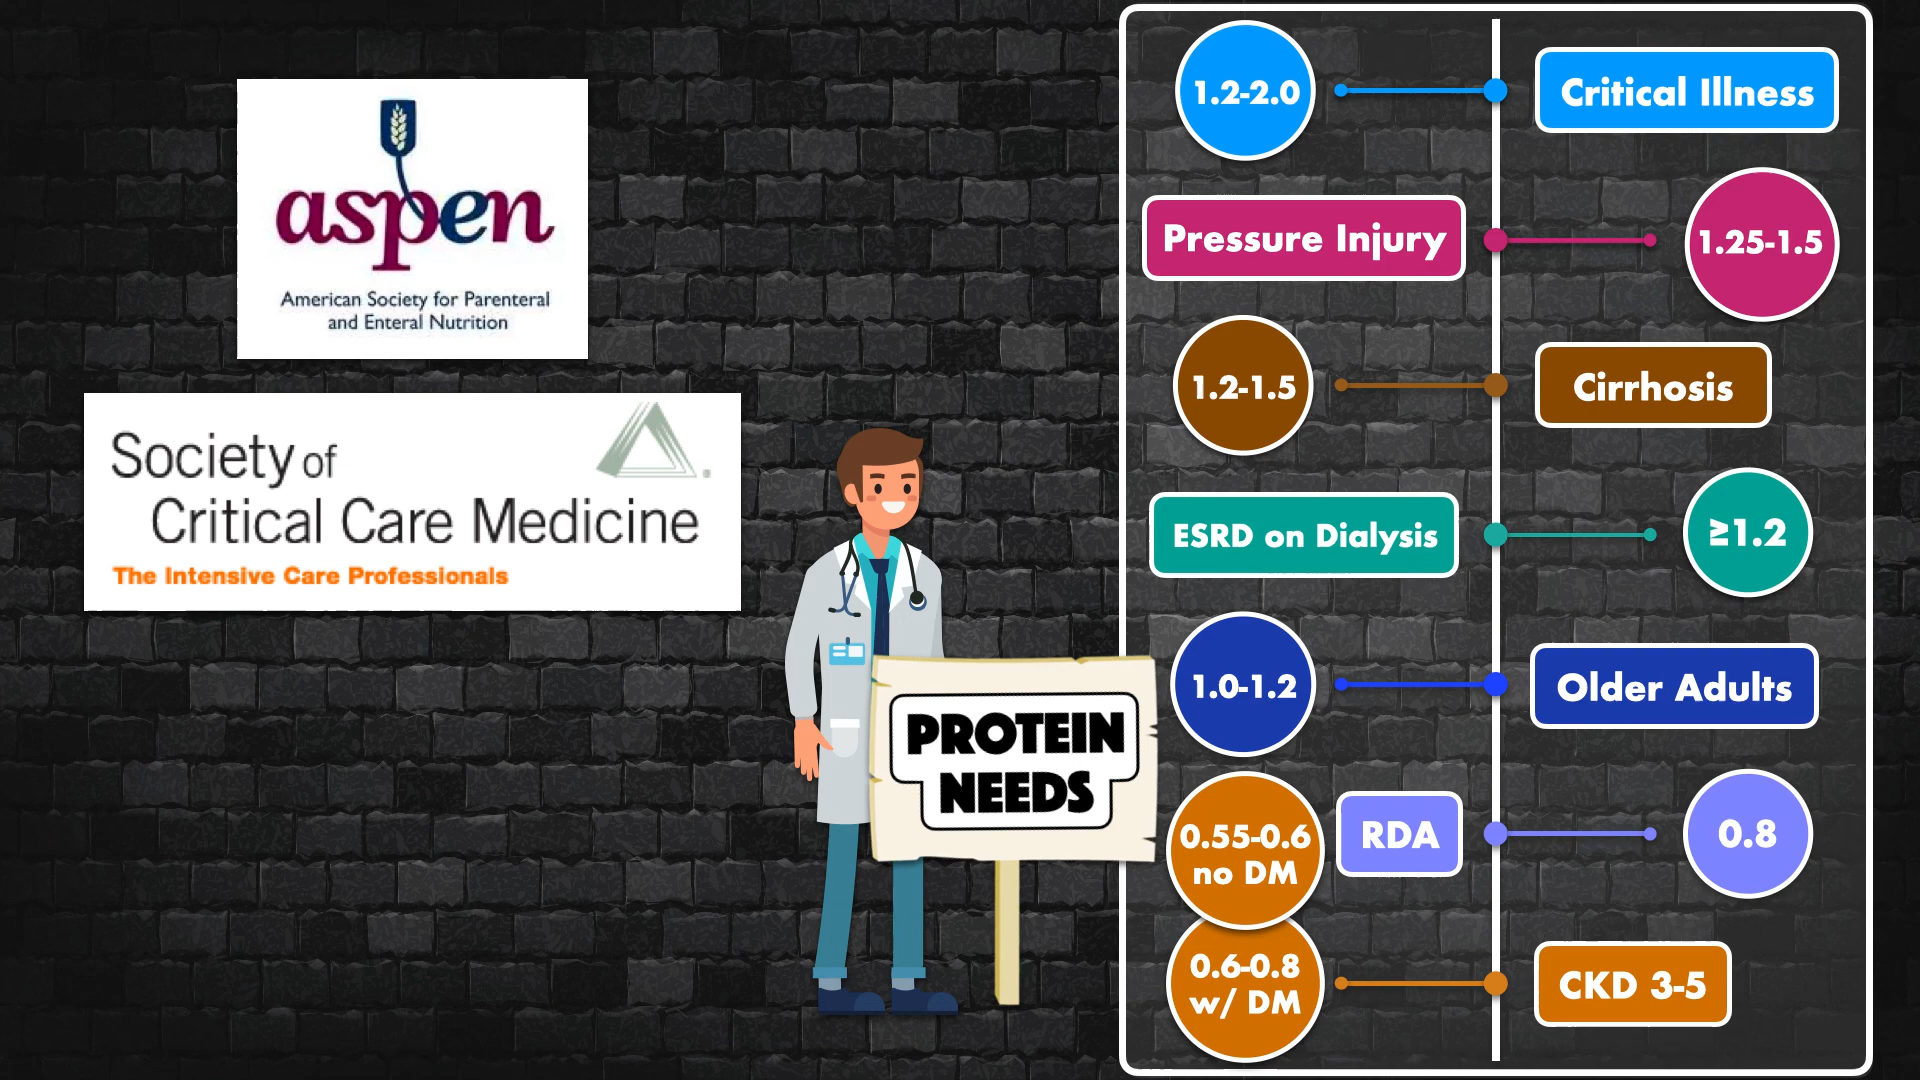 aspen
American Society for Parenteral
and Enteral Nutrition
Society of
Critical Care Medicine
The Intensive Care Professionals
PROTEIN
NEEDS
1.2-2.0
Critical Illness
Pressure Injury
1.25-1.5
1.2-1.5
Cirrhosis
ESRD on Dialysis
≥1.2
1.0-1.2
Older Adults
RDA
0.8
0.55-0.6
no DM
0.6-0.8
w/ DM
CKD 3-5